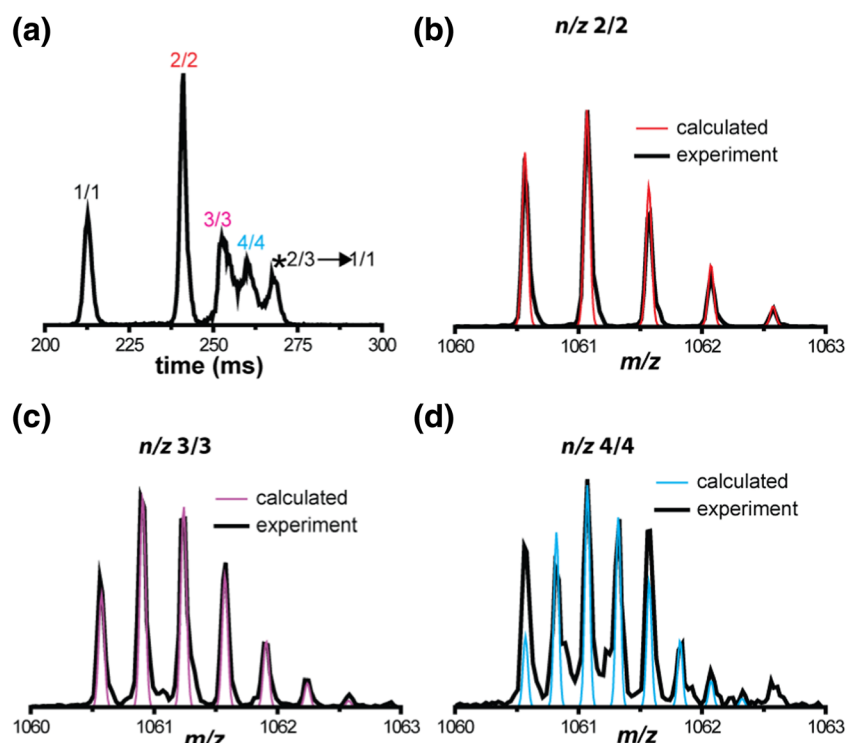 (a)
2/2
1/1
3/3
4/4
*2/3→1/1
200 225 250 275 300
time (ms)
(b)
n/z 2/2
calculated
experiment
1060 1061 1062 1063
m/z
(c)
n/z 3/3
calculated
experiment
1060 1061 1062 1063
m/z
(d)
n/z 4/4
calculated
experiment
1060 1061 1062 1063
m/z